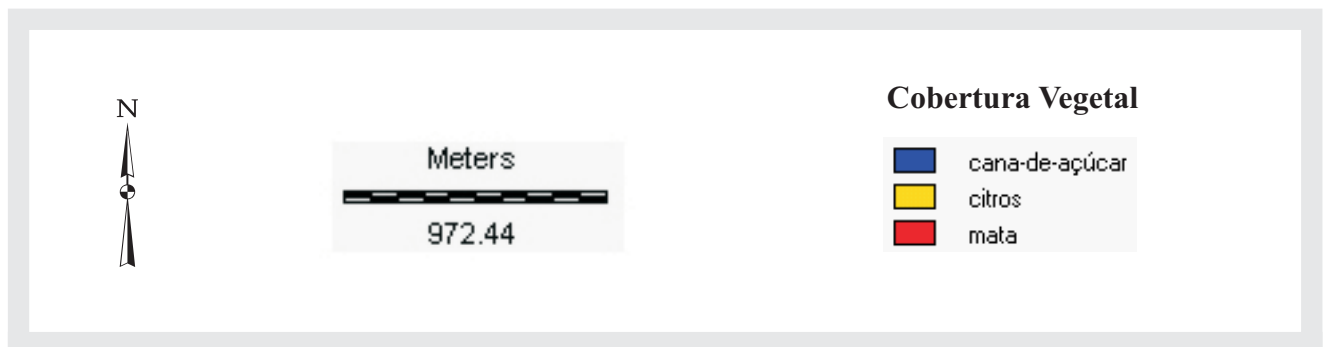 N
Meters
972.44
Cobertura Vegetal
cana-de-açúcar
citros
mata